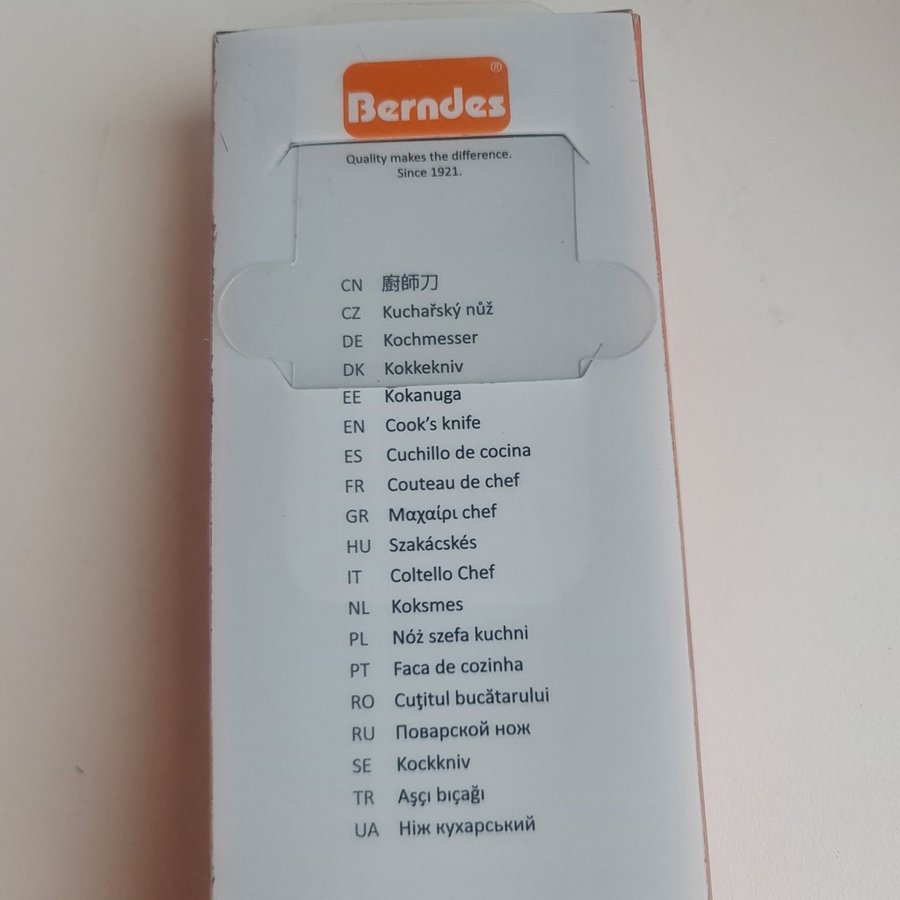 Berndes®
Quality makes the difference.
Since 1921.
CN 廚師刀
CZ Kuchařský nůž
DE Kochmesser
DK Kokkekniv
EE Kokanuga
EN Cook's knife
ES Cuchillo de cocina
FR Couteau de chef
GR Μαχαίρι chef
HU Szakácskés
IT Coltello Chef
NL Koksmes
PL Nóż szefa kuchni
PT Faca de cozinha
RO Cuţitul bucătarului
RU Поварской нож
SE Kockkniv
TR Aşçı bıçağı
UA Ніж кухарський